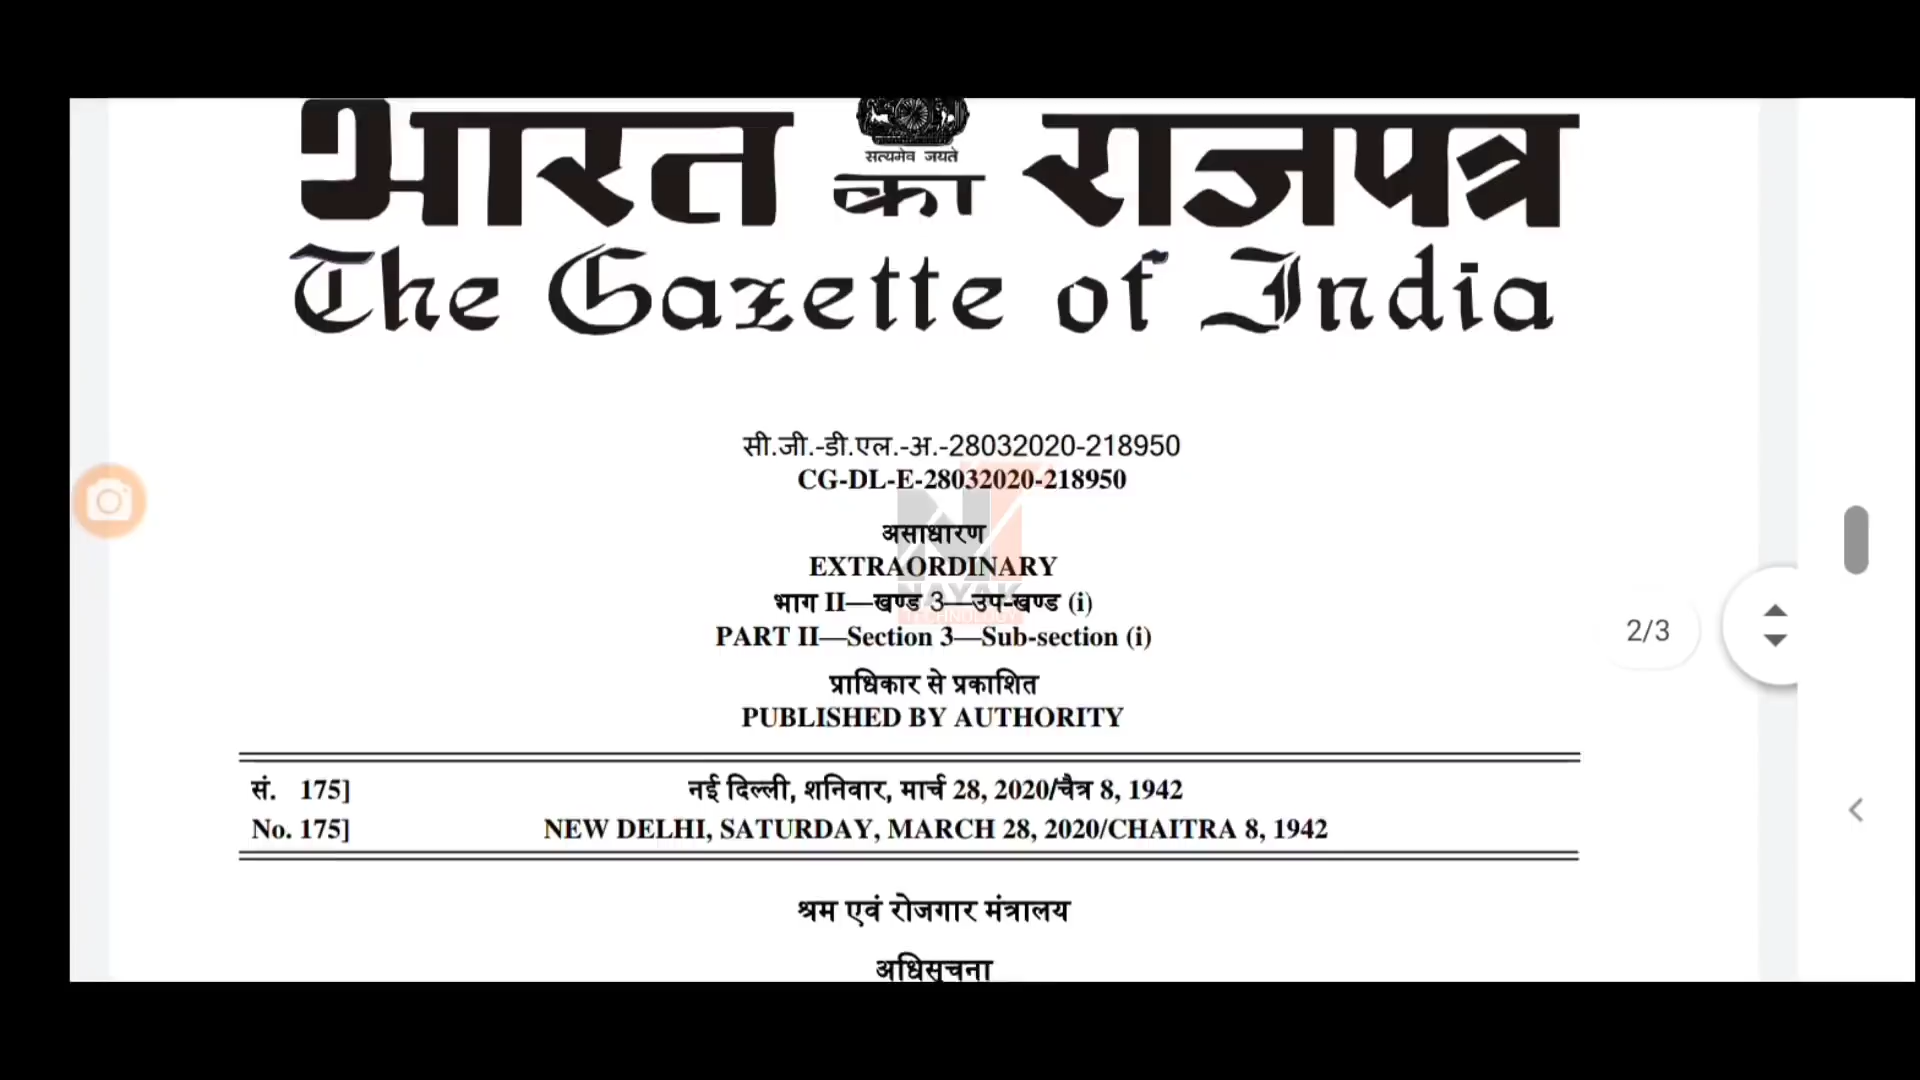 सत्यमेव जयते
भारत का राजपत्र
The Gazette of India
सी.जी.-डी.एल.-अ.-28032020-218950
CG-DL-E-28032020-218950
असाधारण
EXTRAORDINARY
भाग II—खण्ड 3—उप-खण्ड (i)
PART II—Section 3—Sub-section (i)
NAYAK
TECHNOLOGY
2/3
प्राधिकार से प्रकाशित
PUBLISHED BY AUTHORITY
सं. 175]
नई दिल्ली, शनिवार, मार्च 28, 2020/चैत्र 8, 1942
No. 175]
NEW DELHI, SATURDAY, MARCH 28, 2020/CHAITRA 8, 1942
श्रम एवं रोजगार मंत्रालय
अधिसूचना